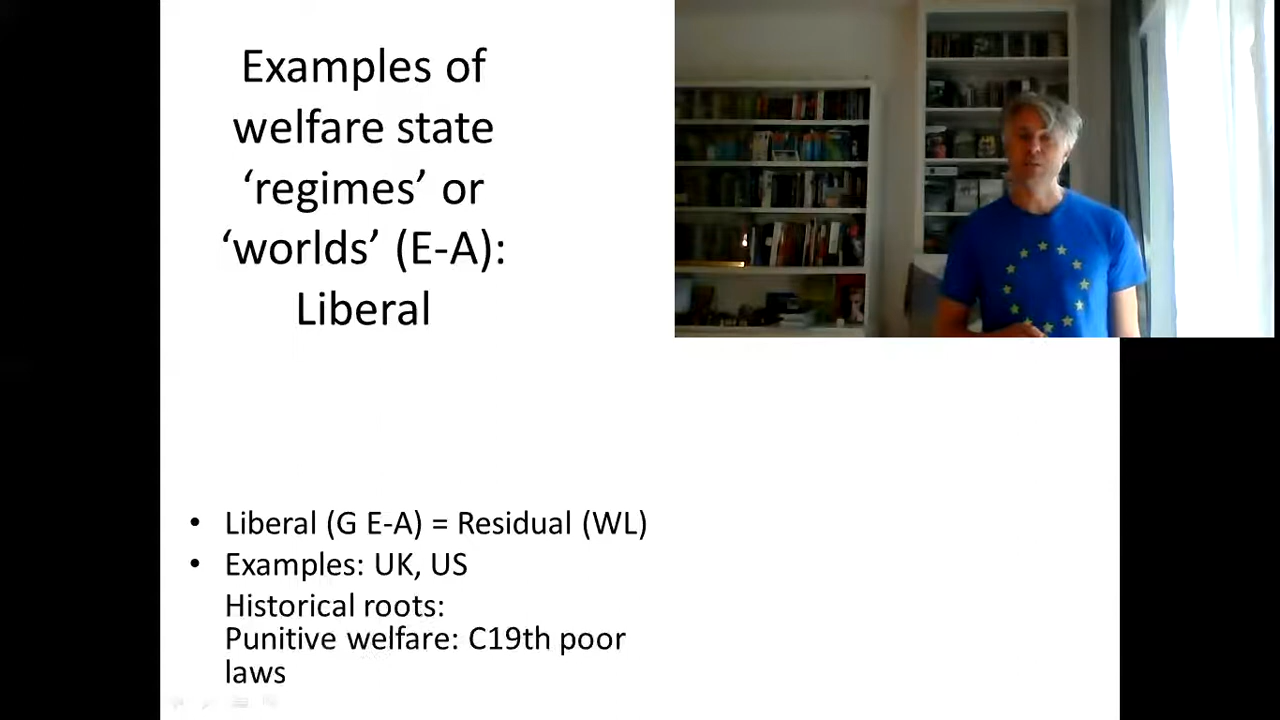 Examples of
welfare state
‘regimes’ or
‘worlds’ (E-A):
Liberal
• Liberal (G E-A) = Residual (WL)
• Examples: UK, US
Historical roots:
Punitive welfare: C19th poor
laws